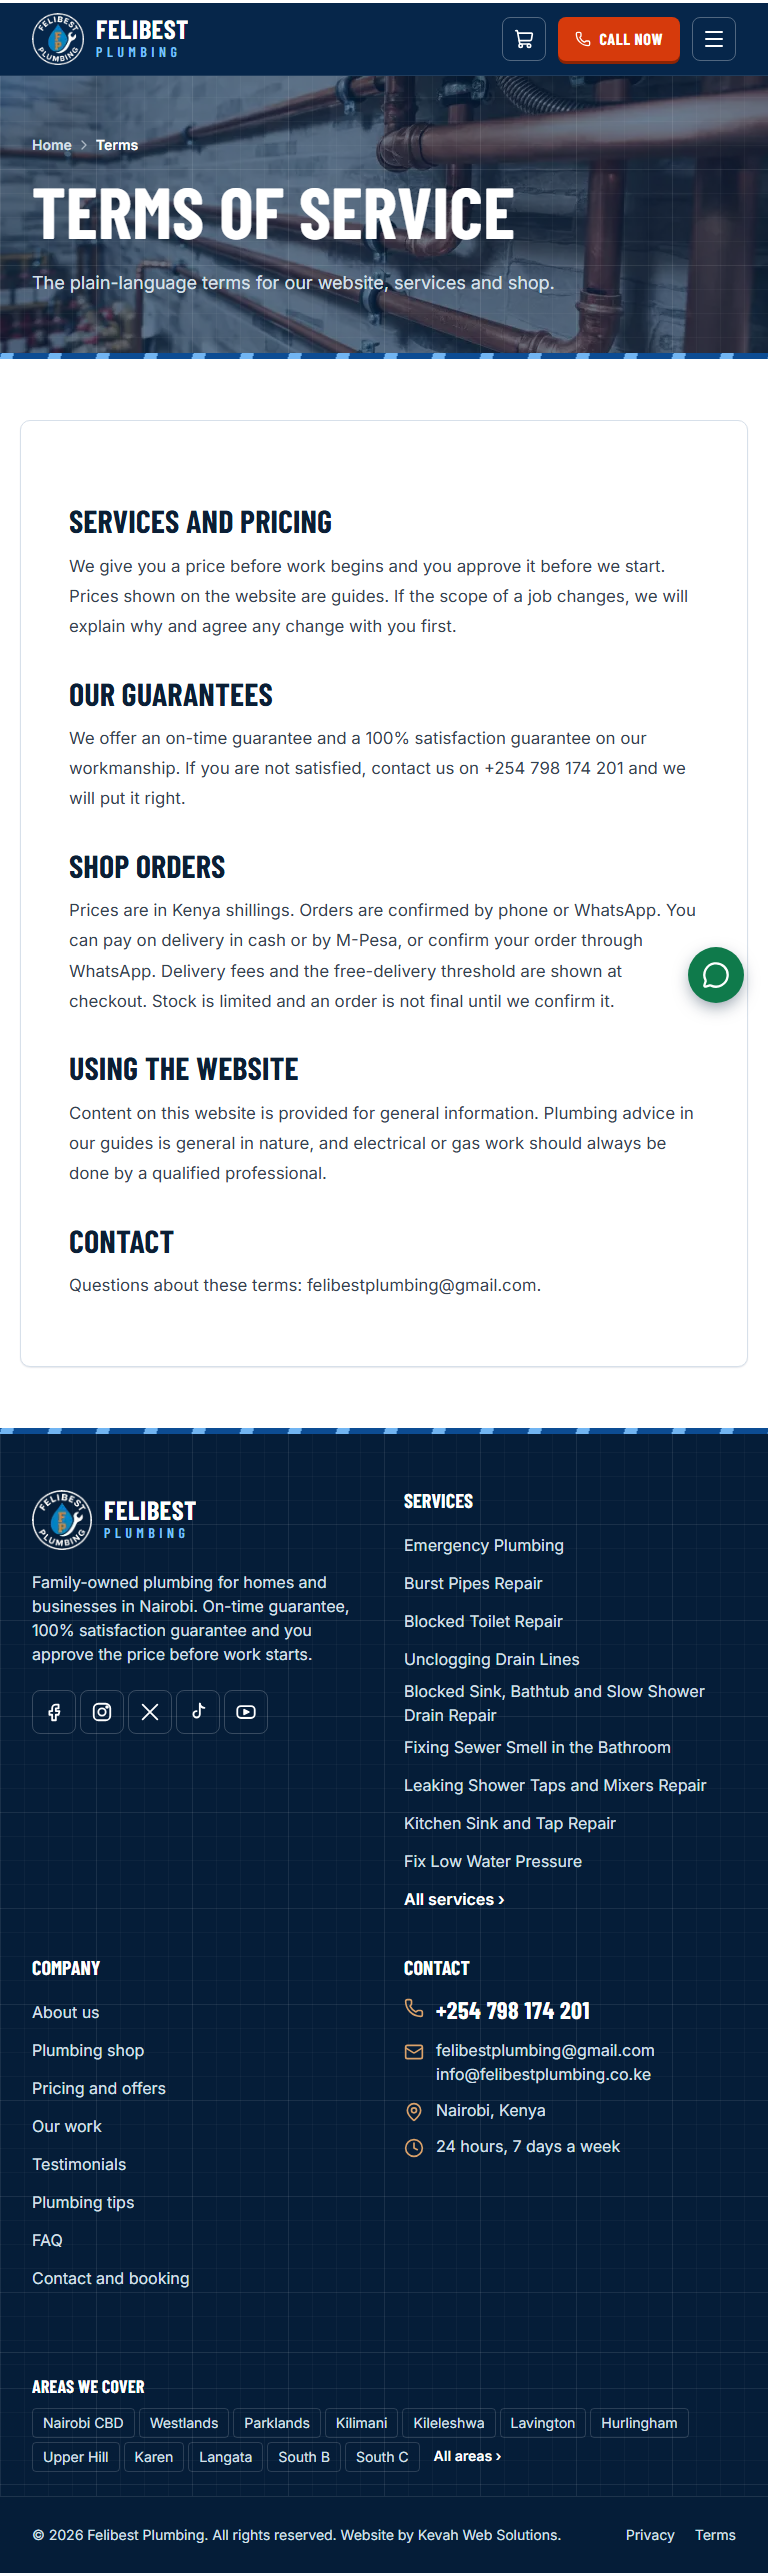 FELIBEST
PLUMBING
FELIBEST
PLUMBING
CALL NOW
Home > Terms
TERMS OF SERVICE
The plain-language terms for our website, services and shop.
SERVICES AND PRICING
We give you a price before work begins and you approve it before we start.
Prices shown on the website are guides. If the scope of a job changes, we will
explain why and agree any change with you first.
OUR GUARANTEES
We offer an on-time guarantee and a 100% satisfaction guarantee on our
workmanship. If you are not satisfied, contact us on +254 798 174 201 and we
will put it right.
SHOP ORDERS
Prices are in Kenya shillings. Orders are confirmed by phone or WhatsApp. You
can pay on delivery in cash or by M-Pesa, or confirm your order through
WhatsApp. Delivery fees and the free-delivery threshold are shown at
checkout. Stock is limited and an order is not final until we confirm it.
USING THE WEBSITE
Content on this website is provided for general information. Plumbing advice in
our guides is general in nature, and electrical or gas work should always be
done by a qualified professional.
CONTACT
Questions about these terms: felibestplumbing@gmail.com.
FELIBEST
PLUMBING
FELIBEST
PLUMBING
Family-owned plumbing for homes and
businesses in Nairobi. On-time guarantee,
100% satisfaction guarantee and you
approve the price before work starts.
SERVICES
Emergency Plumbing
Burst Pipes Repair
Blocked Toilet Repair
Unclogging Drain Lines
Blocked Sink, Bathtub and Slow Shower
Drain Repair
Fixing Sewer Smell in the Bathroom
Leaking Shower Taps and Mixers Repair
Kitchen Sink and Tap Repair
Fix Low Water Pressure
All services ›
COMPANY
About us
Plumbing shop
Pricing and offers
Our work
Testimonials
Plumbing tips
FAQ
Contact and booking
CONTACT
+254 798 174 201
felibestplumbing@gmail.com
info@felibestplumbing.co.ke
Nairobi, Kenya
24 hours, 7 days a week
AREAS WE COVER
Nairobi CBD Westlands Parklands Kilimani Kileleshwa Lavington Hurlingham
Upper Hill Karen Langata South B South C All areas ›
© 2026 Felibest Plumbing. All rights reserved. Website by Kevah Web Solutions. Privacy Terms